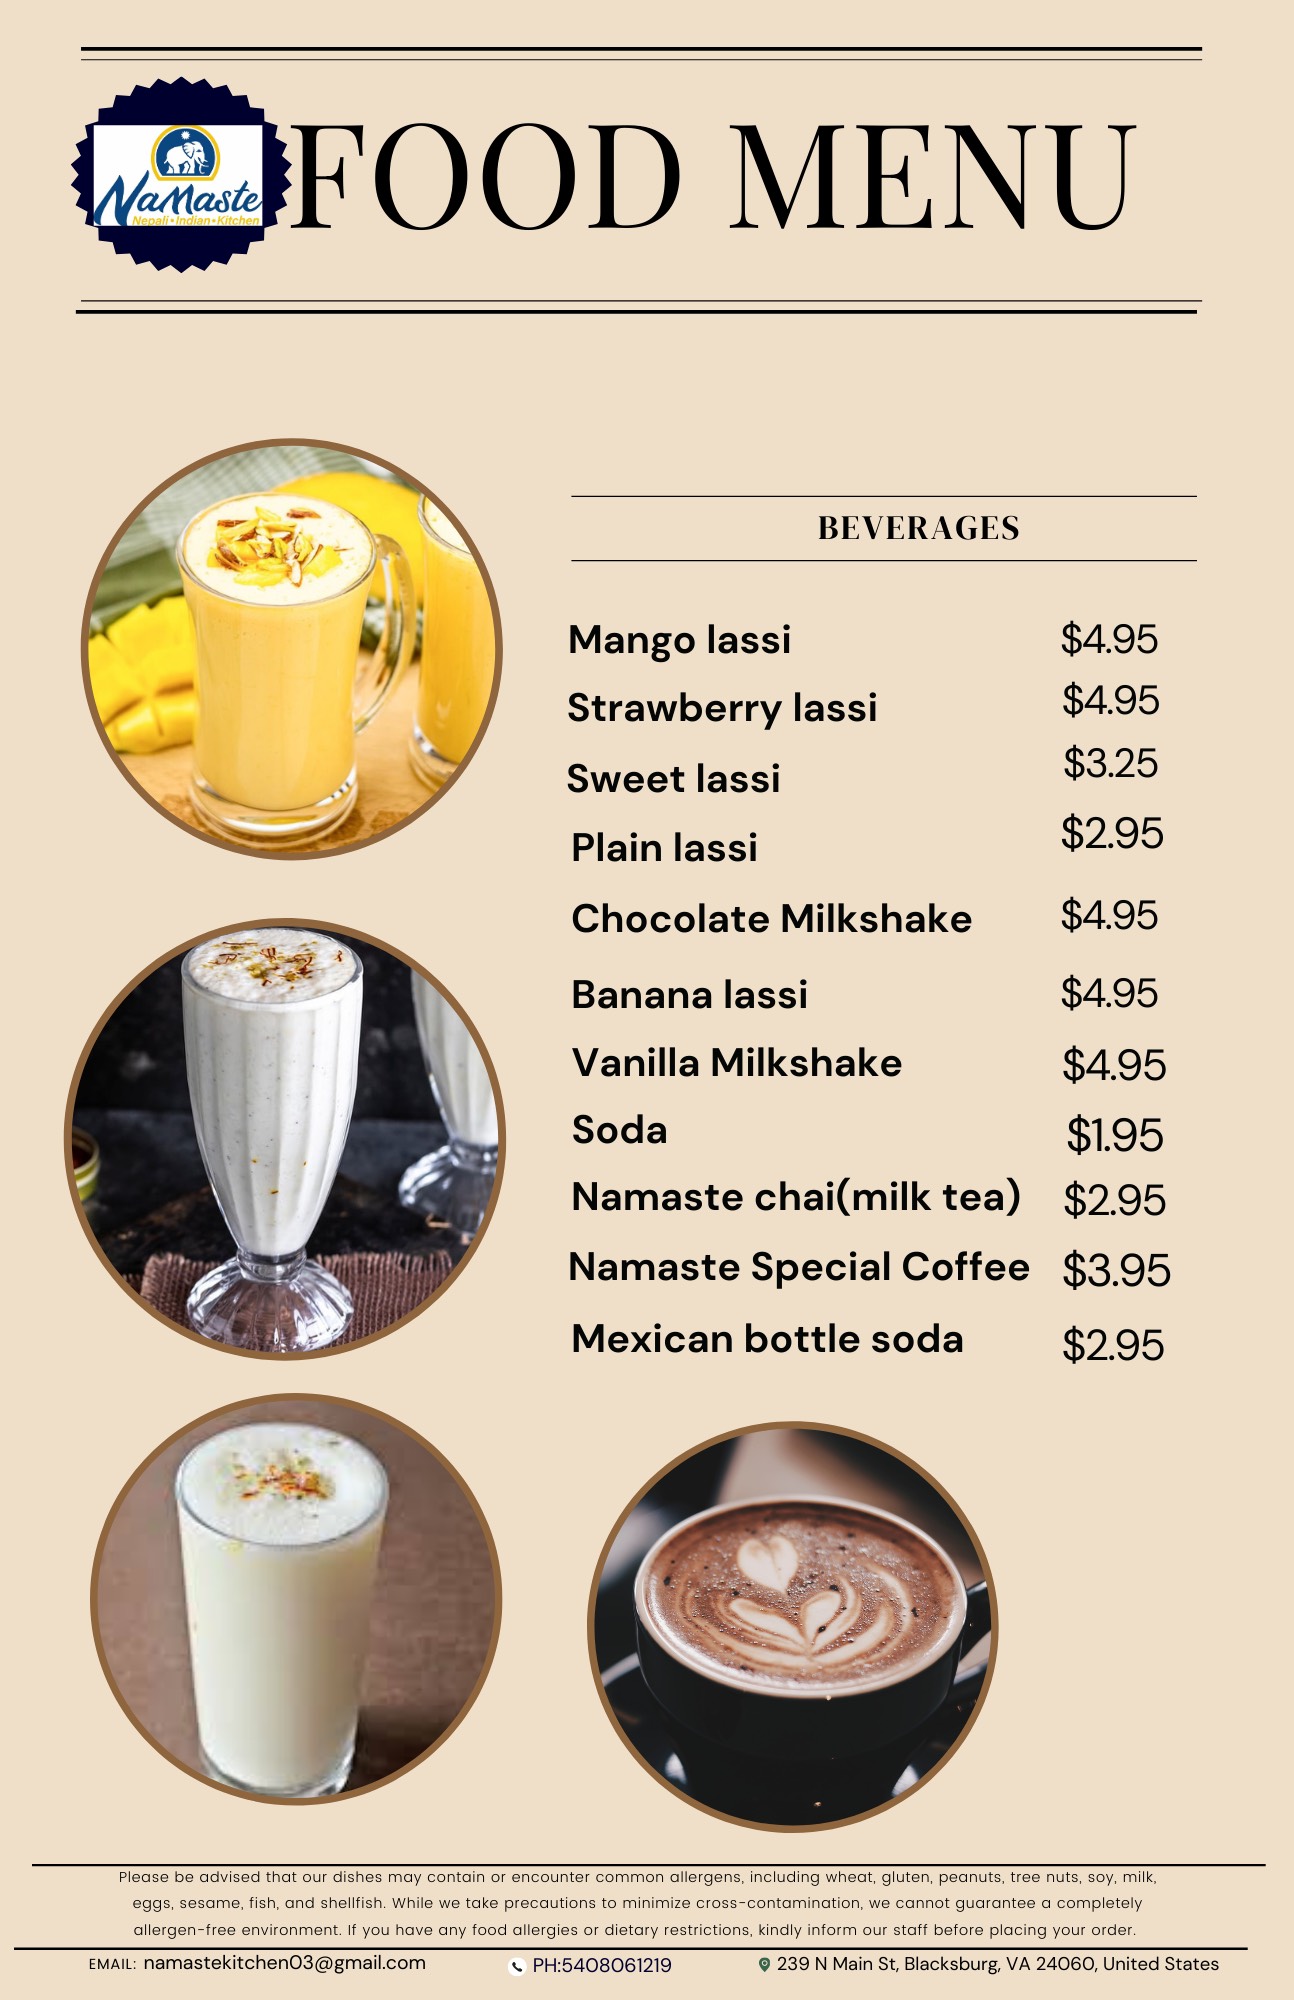 NaMaste
Nepali•Indian•Kitchen
FOOD MENU
BEVERAGES
Mango lassi $4.95
Strawberry lassi $4.95
Sweet lassi $3.25
Plain lassi $2.95
Chocolate Milkshake $4.95
Banana lassi $4.95
Vanilla Milkshake $4.95
Soda $1.95
Namaste chai(milk tea) $2.95
Namaste Special Coffee $3.95
Mexican bottle soda $2.95
Please be advised that our dishes may contain or encounter common allergens, including wheat, gluten, peanuts, tree nuts, soy, milk,
eggs, sesame, fish, and shellfish. While we take precautions to minimize cross-contamination, we cannot guarantee a completely
allergen-free environment. If you have any food allergies or dietary restrictions, kindly inform our staff before placing your order.
EMAIL: namastekitchen03@gmail.com PH:5408061219 239 N Main St, Blacksburg, VA 24060, United States